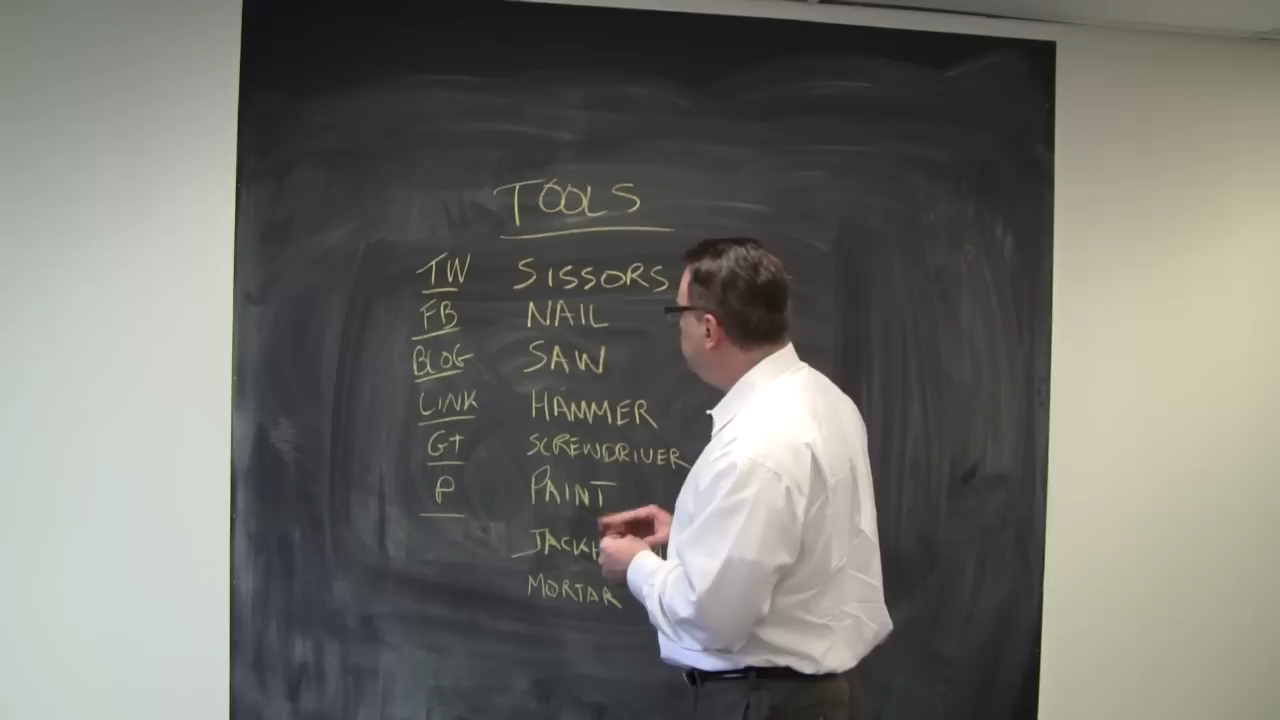 TOOLS
TW SISSORS
FB NAIL
BLOG SAW
LINK HAMMER
G+ SCREWDRIVER
P PAINT
MORTAR